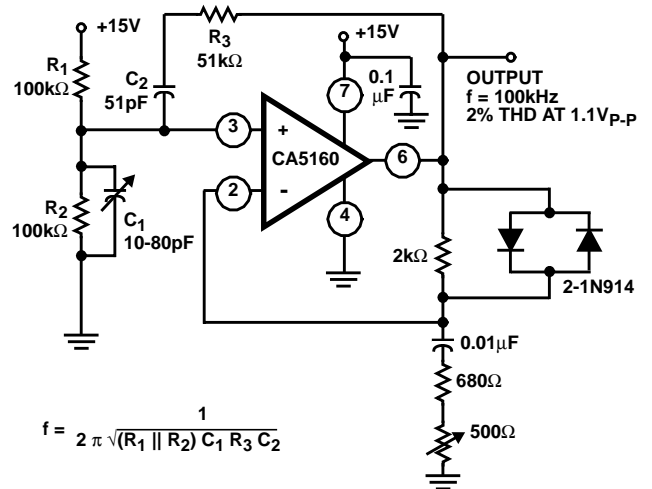 +15V
R1
100kΩ
C2
51pF
R3
51kΩ
+15V
0.1
μF
OUTPUT
f = 100kHz
2% THD AT 1.1VP-P
3
+
7
CA5160
6
2
-
4
R2
100kΩ
C1
10-80pF
2kΩ
2-1N914
0.01μF
680Ω
500Ω
f = 1
2 π √(R1 || R2) C1 R3 C2